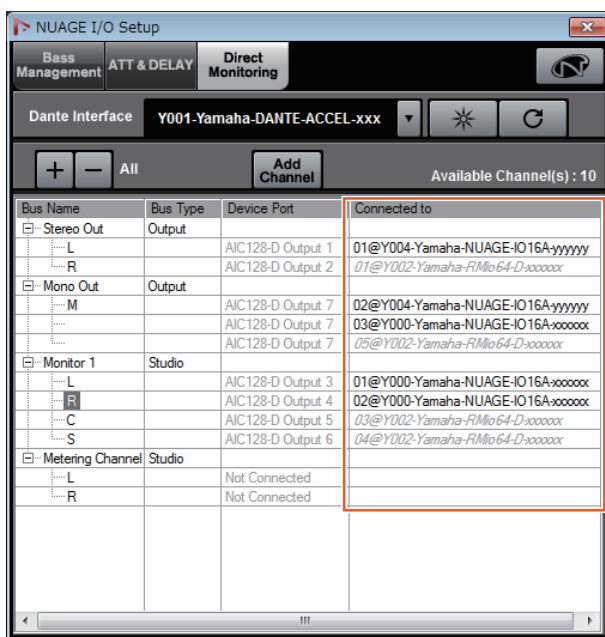 NUAGE I/O Setup
Bass Management ATT & DELAY Direct Monitoring
Dante Interface Y001-Yamaha-DANTE-ACCEL-xxx
All Add Channel Available Channel(s) : 10
Bus Name Bus Type Device Port Connected to
Stereo Out Output
L AIC128-D Output 1 01@Y004-Yamaha-NUAGE-IO16A-yyyyyy
R AIC128-D Output 2 01@Y002-Yamaha-RMio64-D-xxxxxx
Mono Out Output
M AIC128-D Output 7 02@Y004-Yamaha-NUAGE-IO16A-yyyyyy
AIC128-D Output 7 03@Y000-Yamaha-NUAGE-IO16A-xxxxxx
AIC128-D Output 7 05@Y002-Yamaha-RMio64-D-xxxxxx
Monitor 1 Studio
L AIC128-D Output 3 01@Y000-Yamaha-NUAGE-IO16A-xxxxxx
R AIC128-D Output 4 02@Y000-Yamaha-NUAGE-IO16A-xxxxxx
C AIC128-D Output 5 03@Y002-Yamaha-RMio64-D-xxxxxx
S AIC128-D Output 6 04@Y002-Yamaha-RMio64-D-xxxxxx
Metering Channel Studio
L Not Connected
R Not Connected